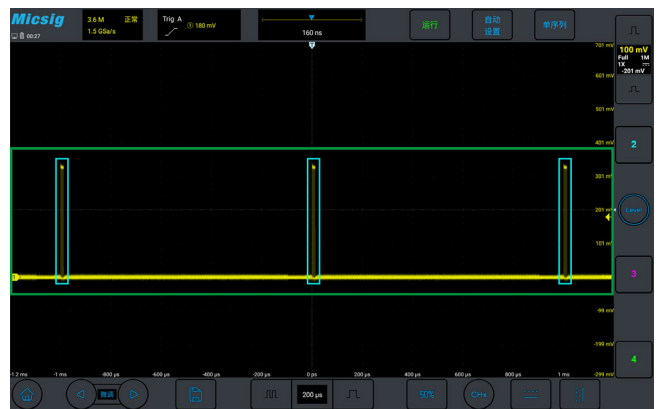 Micsig
00:27
3.6 M 正常
1.5 GSa/s
Trig A
① 180 mV
160 ns
运行
自动
设置
单序列
100 mV
Full 1M
1X
-201 mV
701 mV
601 mV
501 mV
401 mV
301 mV
201 mV
101 mV
-99 mV
-199 mV
-299 mV
2
Level
3
4
1
T
-1.2 ms -1 ms -800 µs -600 µs -400 µs -200 µs 0 ps 200 µs 400 µs 600 µs 800 µs 1 ms
微调
200 µs
50%
CHx